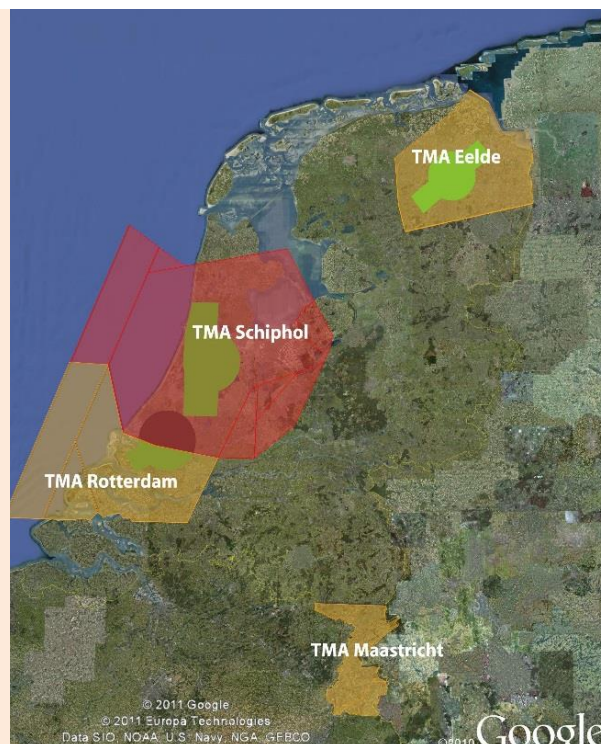 TMA Eelde
TMA Schiphol
TMA Rotterdam
TMA Maastricht
© 2011 Google
© 2011 Europa Technologies
Data SIO, NOAA, U.S. Navy, NGA, GEBCO
©2010 Google